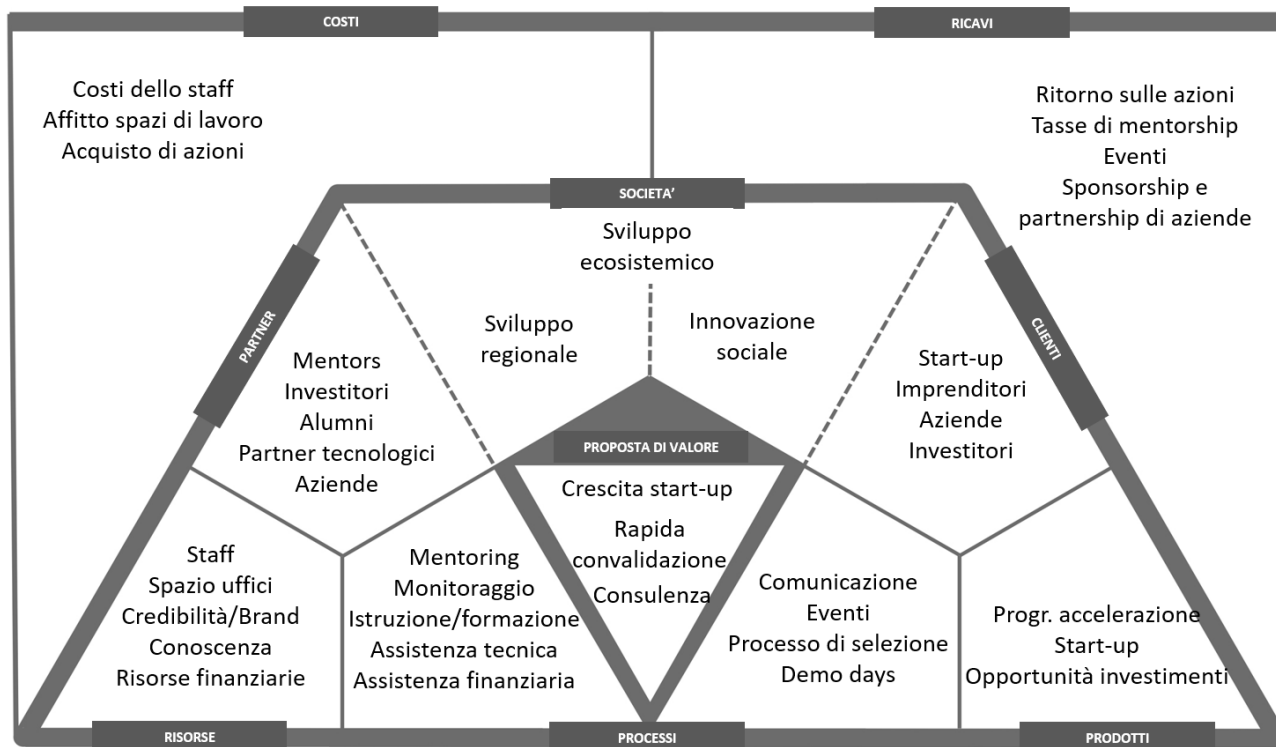 COSTI
RICAVI
Costi dello staff
Affitto spazi di lavoro
Acquisto di azioni
Ritorno sulle azioni
Tasse di mentorship
Eventi
Sponsorship e
partnership di aziende
SOCIETA’
Sviluppo
ecosistemico
Sviluppo
regionale
Innovazione
sociale
PARTNER
Mentors
Investitori
Alumni
Partner tecnologici
Aziende
CLIENTI
Start-up
Imprenditori
Aziende
Investitori
PROPOSTA DI VALORE
Crescita start-up
Rapida
convalidazione
Consulenza
Staff
Spazio uffici
Credibilità/Brand
Conoscenza
Risorse finanziarie
Mentoring
Monitoraggio
Istruzione/formazione
Assistenza tecnica
Assistenza finanziaria
Comunicazione
Eventi
Processo di selezione
Demo days
Progr. accelerazione
Start-up
Opportunità investimenti
RISORSE
PROCESSI
PRODOTTI